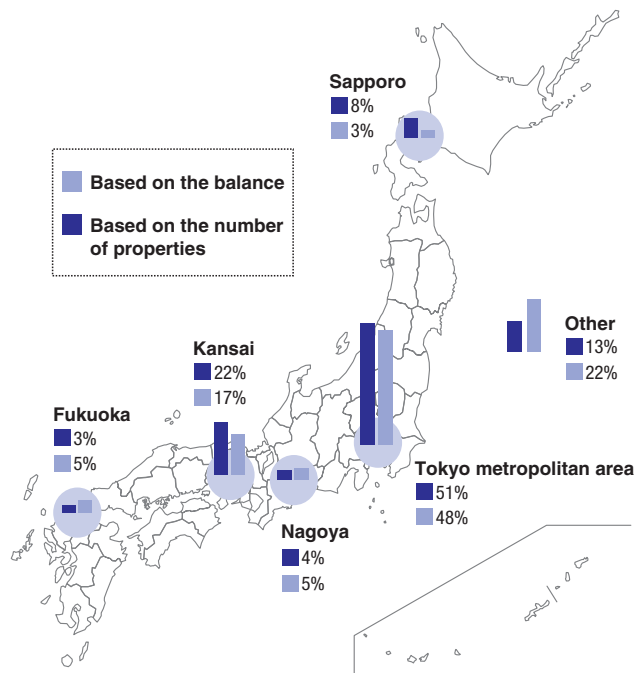 Sapporo
8%
3%
Based on the balance
Based on the number
of properties
Other
13%
22%
Kansai
22%
17%
Fukuoka
3%
5%
Tokyo metropolitan area
51%
48%
Nagoya
4%
5%